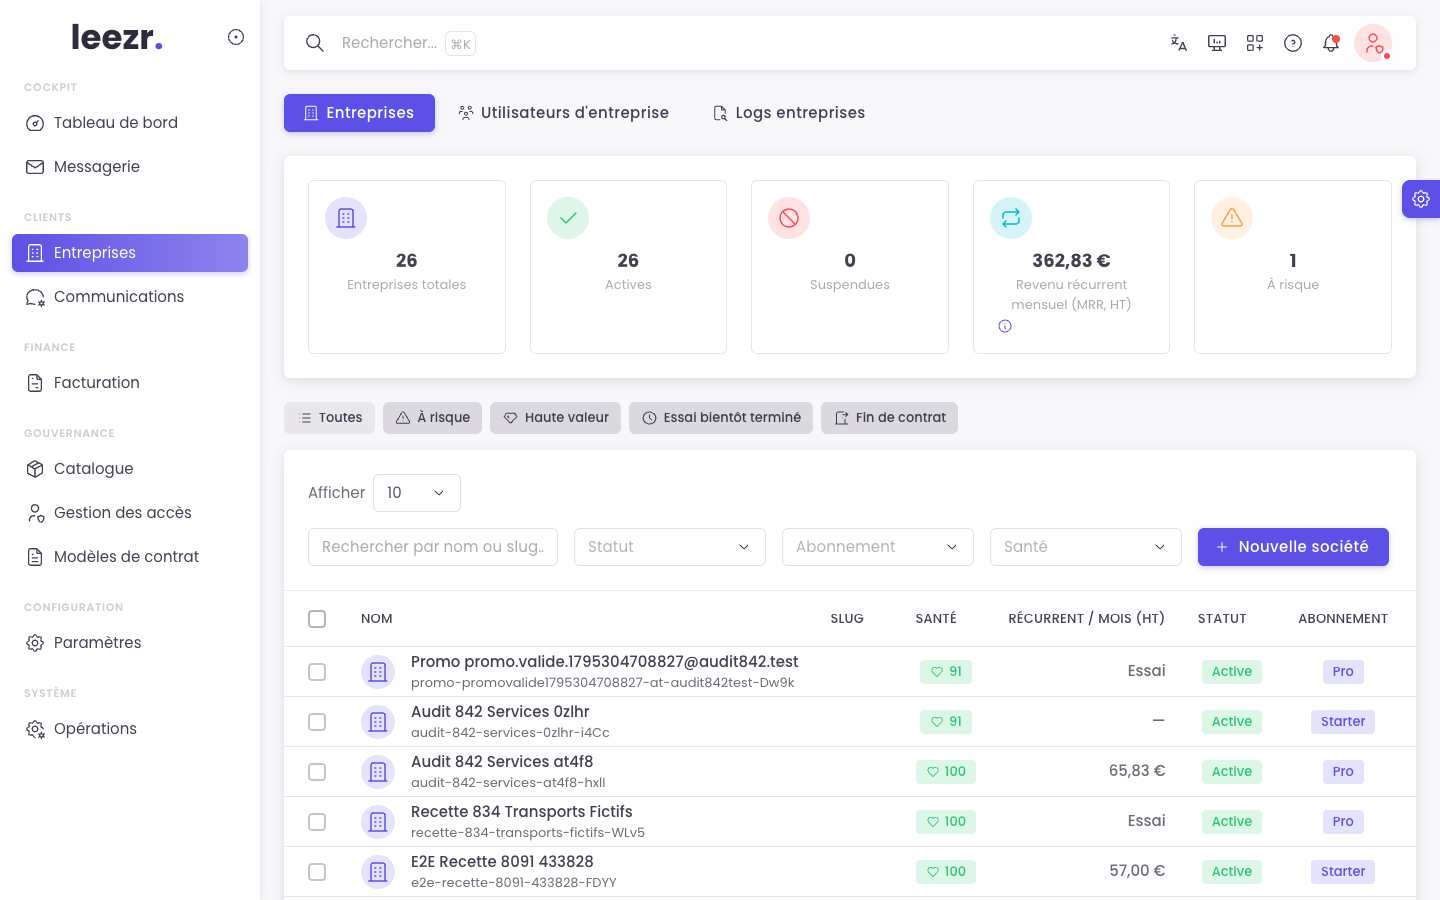 leezr.
COCKPIT
Tableau de bord
Messagerie
CLIENTS
Entreprises
Communications
FINANCE
Facturation
GOUVERNANCE
Catalogue
Gestion des accès
Modèles de contrat
CONFIGURATION
Paramètres
SYSTÈME
Opérations
Rechercher... ⌘K
Entreprises
Utilisateurs d'entreprise
Logs entreprises
26
Entreprises totales
26
Actives
0
Suspendues
362,83 €
Revenu récurrent
mensuel (MRR, HT)
1
À risque
Toutes
À risque
Haute valeur
Essai bientôt terminé
Fin de contrat
Afficher 10
Rechercher par nom ou slug..
Statut
Abonnement
Santé
+ Nouvelle société
NOM SLUG SANTÉ RÉCURRENT / MOIS (HT) STATUT ABONNEMENT
Promo promo.valide.1795304708827@audit842.test
promo-promovalide1795304708827-at-audit842test-Dw9k
91 Essai Active Pro
Audit 842 Services 0zlhr
audit-842-services-0zlhr-i4Cc
91 — Active Starter
Audit 842 Services at4f8
audit-842-services-at4f8-hxII
100 65,83 € Active Pro
Recette 834 Transports Fictifs
recette-834-transports-fictifs-WLv5
100 Essai Active Pro
E2E Recette 8091 433828
e2e-recette-8091-433828-FDYY
100 57,00 € Active Starter